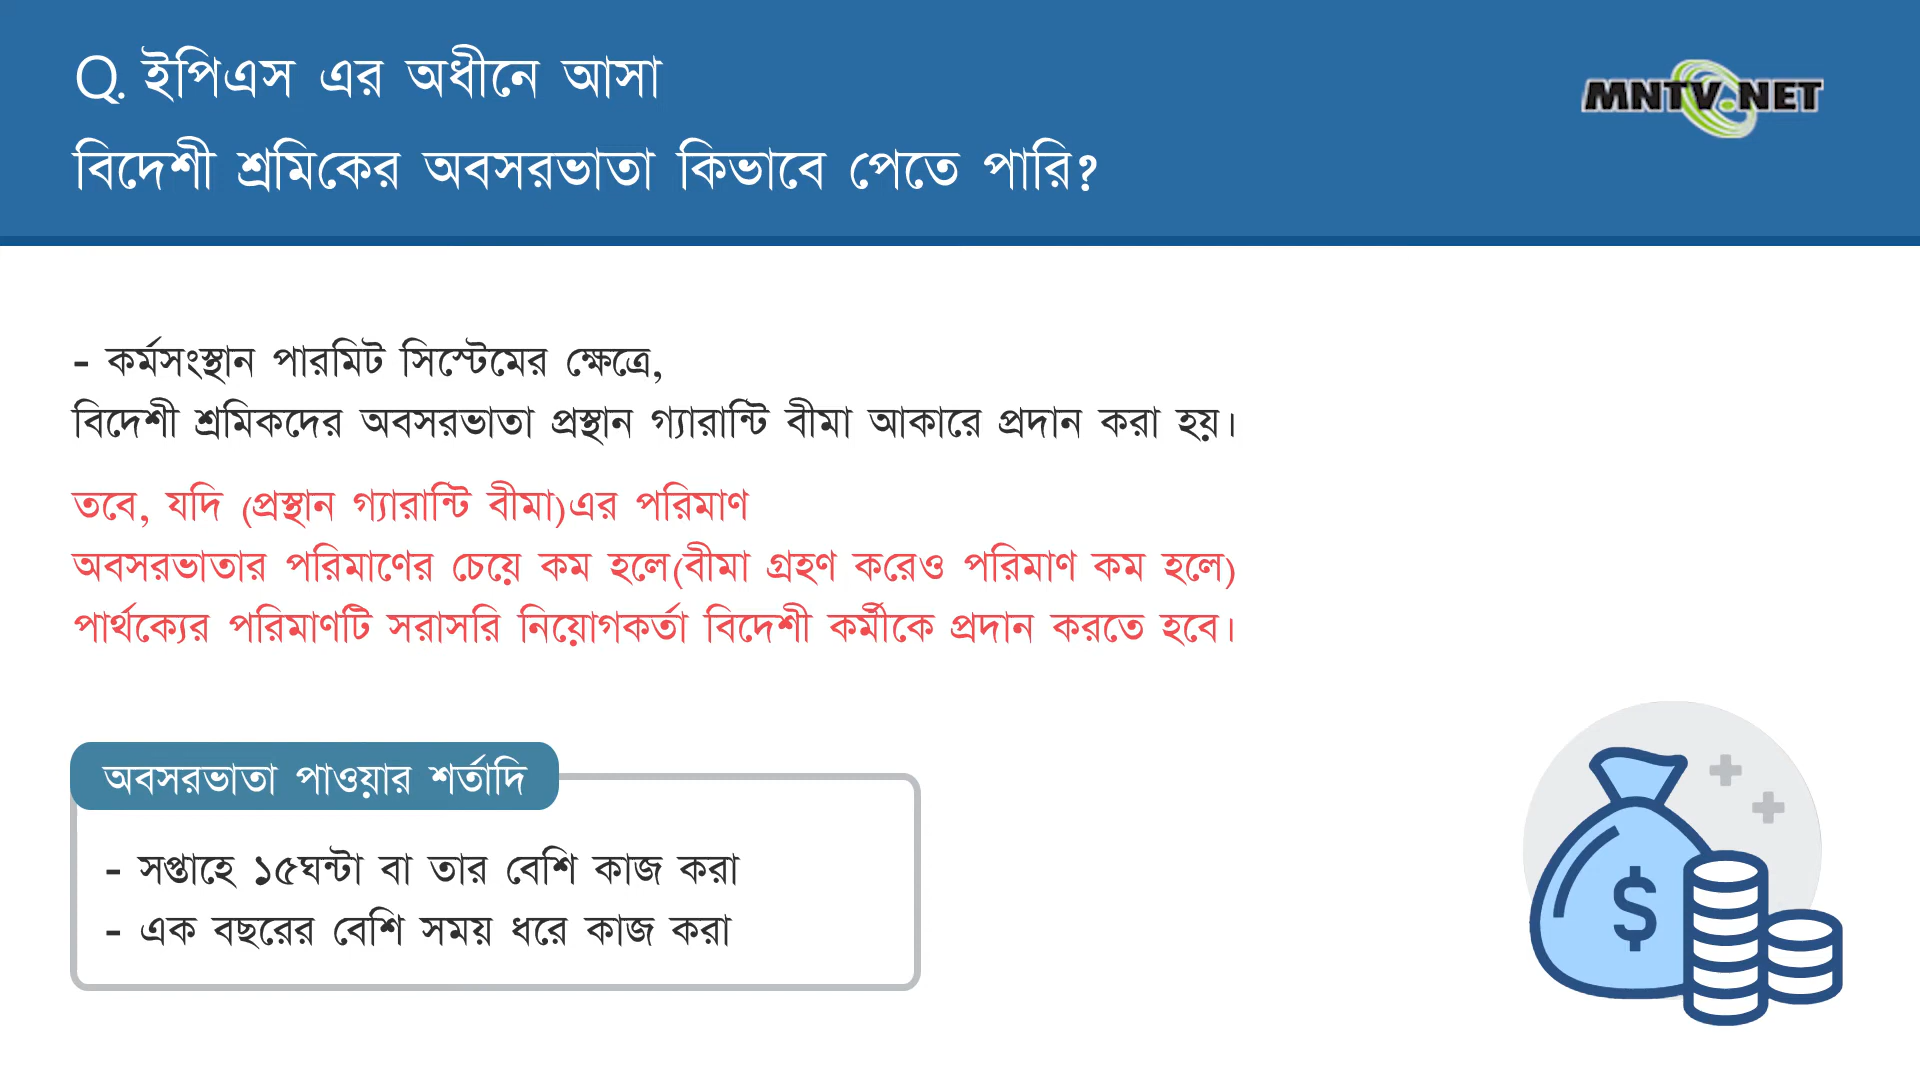 Q. ইপিএস এর অধীনে আসা
বিদেশী শ্রমিকের অবসরভাতা কিভাবে পেতে পারি?
MNTV.NET
- কর্মসংস্থান পারমিট সিস্টেমের ক্ষেত্রে,
বিদেশী শ্রমিকদের অবসরভাতা প্রস্থান গ্যারান্টি বীমা আকারে প্রদান করা হয়।
তবে, যদি (প্রস্থান গ্যারান্টি বীমা)এর পরিমাণ
অবসরভাতার পরিমাণের চেয়ে কম হলে(বীমা গ্রহণ করেও পরিমাণ কম হলে)
পার্থক্যের পরিমাণটি সরাসরি নিয়োগকর্তা বিদেশী কর্মীকে প্রদান করতে হবে।
অবসরভাতা পাওয়ার শর্তাদি
- সপ্তাহে ১৫ঘন্টা বা তার বেশি কাজ করা
- এক বছরের বেশি সময় ধরে কাজ করা
$